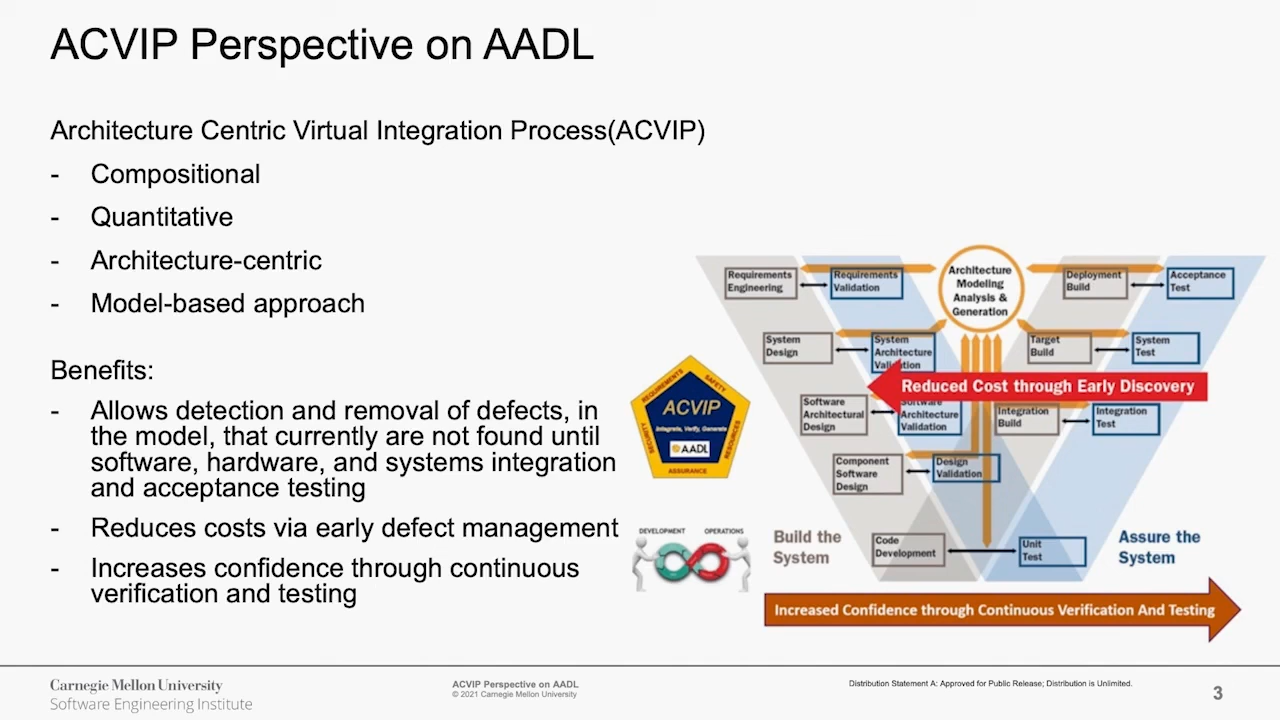 ACVIP Perspective on AADL
Architecture Centric Virtual Integration Process(ACVIP)
- Compositional
- Quantitative
- Architecture-centric
- Model-based approach
Benefits:
- Allows detection and removal of defects, in
the model, that currently are not found until
software, hardware, and systems integration
and acceptance testing
- Reduces costs via early defect management
- Increases confidence through continuous
verification and testing
REQUIREMENTS
SAFETY
SECURITY
RESOURCES
ASSURANCE
ACVIP
Integrate, Verify, Generate
AADL
DEVELOPMENT
OPERATIONS
Requirements
Engineering
Requirements
Validation
Architecture
Modeling
Analysis &
Generation
Deployment
Build
Acceptance
Test
System
Design
System
Architecture
Validation
Target
Build
System
Test
Reduced Cost through Early Discovery
Software
Architectural
Design
Software
Architecture
Validation
Integration
Build
Integration
Test
Component
Software
Design
Design
Validation
Build the
System
Code
Development
Unit
Test
Assure the
System
Increased Confidence through Continuous Verification And Testing
Carnegie Mellon University
Software Engineering Institute
ACVIP Perspective on AADL
© 2021 Carnegie Mellon University
Distribution Statement A: Approved for Public Release; Distribution is Unlimited.
3